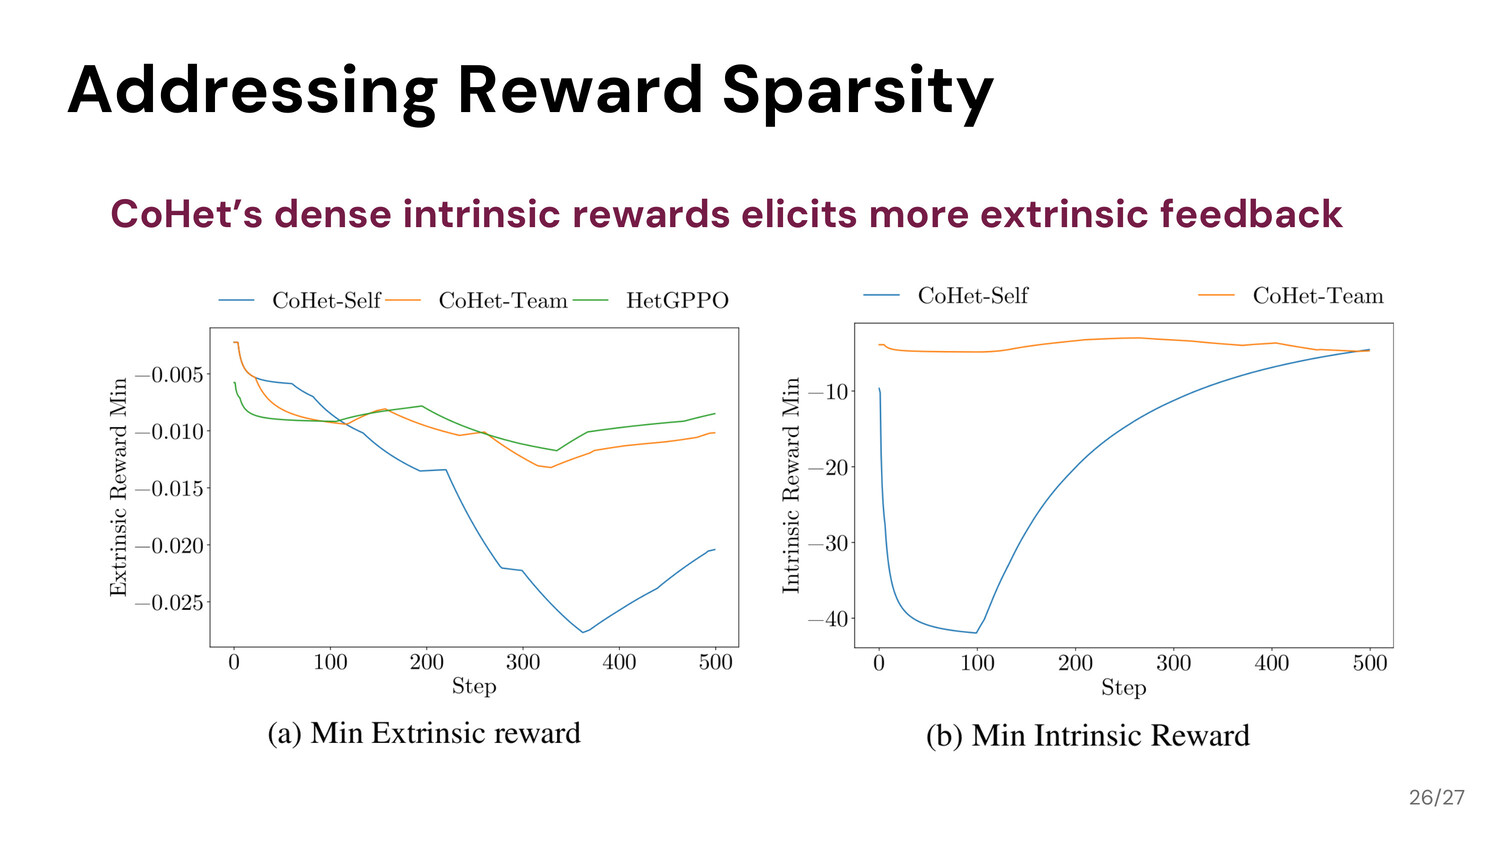 Addressing Reward Sparsity
CoHet’s dense intrinsic rewards elicits more extrinsic feedback
CoHet-Self CoHet-Team HetGPPO
Extrinsic Reward Min
−0.005
−0.010
−0.015
−0.020
−0.025
0 100 200 300 400 500
Step
(a) Min Extrinsic reward
CoHet-Self CoHet-Team
Intrinsic Reward Min
−10
−20
−30
−40
0 100 200 300 400 500
Step
(b) Min Intrinsic Reward
26/27